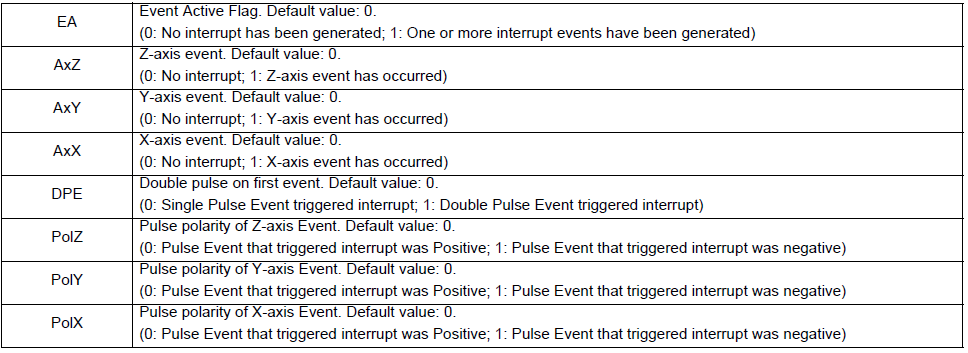 EA
Event Active Flag. Default value: 0.
(0: No interrupt has been generated; 1: One or more interrupt events have been generated)
AxZ
Z-axis event. Default value: 0.
(0: No interrupt; 1: Z-axis event has occurred)
AxY
Y-axis event. Default value: 0.
(0: No interrupt; 1: Y-axis event has occurred)
AxX
X-axis event. Default value: 0.
(0: No interrupt; 1: X-axis event has occurred)
DPE
Double pulse on first event. Default value: 0.
(0: Single Pulse Event triggered interrupt; 1: Double Pulse Event triggered interrupt)
PolZ
Pulse polarity of Z-axis Event. Default value: 0.
(0: Pulse Event that triggered interrupt was Positive; 1: Pulse Event that triggered interrupt was negative)
PolY
Pulse polarity of Y-axis Event. Default value: 0.
(0: Pulse Event that triggered interrupt was Positive; 1: Pulse Event that triggered interrupt was negative)
PolX
Pulse polarity of X-axis Event. Default value: 0.
(0: Pulse Event that triggered interrupt was Positive; 1: Pulse Event that triggered interrupt was negative)